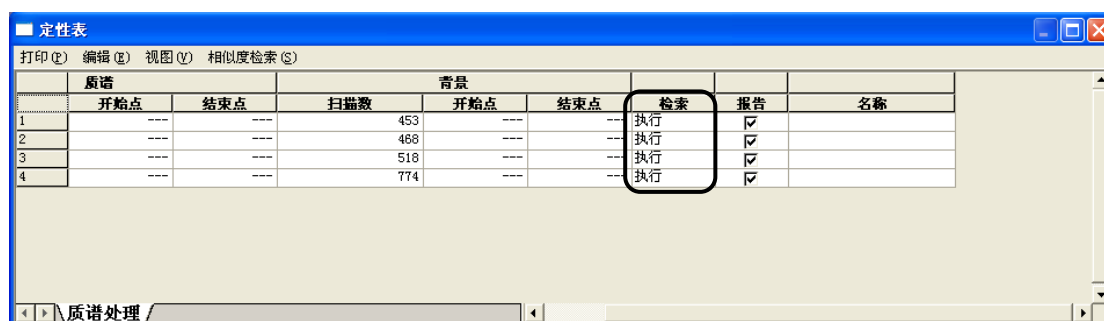 定性表
打印(P) 编辑(E) 视图(V) 相似度检索(S)
质谱 背景
开始点 结束点 扫描数 开始点 结束点 检索 报告 名称
1 --- --- 453 --- --- 执行
2 --- --- 468 --- --- 执行
3 --- --- 518 --- --- 执行
4 --- --- 774 --- --- 执行
质谱处理